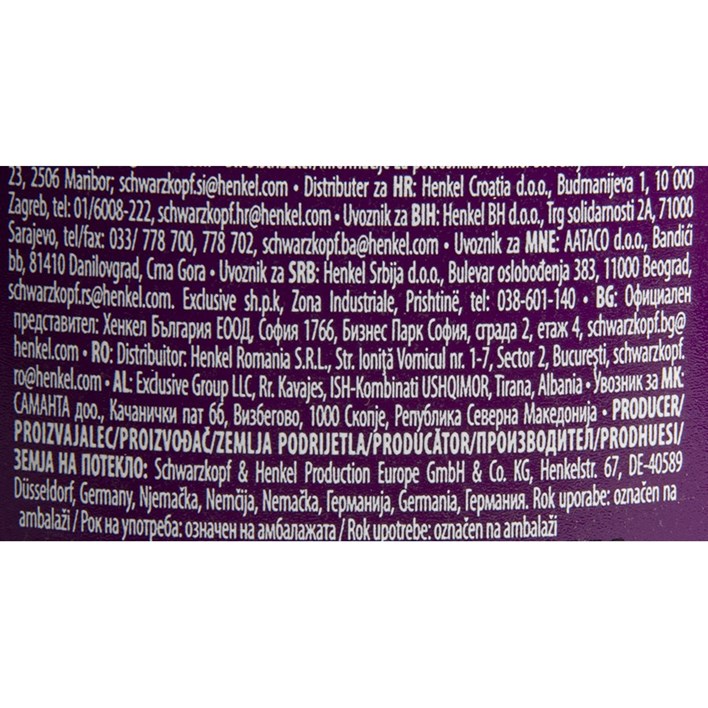 23, 2506 Maribor; schwarzkopf.si@henkel.com • Distributer za HR: Henkel Croatia d.o.o., Budmanijeva 1, 10 000
Zagreb, tel: 01/6008-222, schwarzkopf.hr@henkel.com • Uvoznik za BIH: Henkel BH d.o.o., Trg solidarnosti 2A, 71000
Sarajevo, tel/fax: 033/ 778 700, 778 702, schwarzkopf.ba@henkel.com • Uvoznik za MNE: AATACO d.o.o., Bandići
bb, 81410 Danilovgrad, Crna Gora • Uvoznik za SRB: Henkel Srbija d.o.o., Bulevar oslobođenja 383, 11000 Beograd,
schwarzkopf.rs@henkel.com. Exclusive sh.p.k, Zona Industriale, Prishtinë, tel: 038-601-140 • BG: Официален
представител: Хенкел България ЕООД, София 1766, Бизнес Парк София, сграда 2, етаж 4, schwarzkopf.bg@
henkel.com • RO: Distribuitor: Henkel Romania S.R.L., Str. Ioniţă Vornicul nr. 1-7, Sector 2, Bucureşti, schwarzkopf.
ro@henkel.com • AL: Exclusive Group LLC, Rr. Kavajes, ISH-Kombinati USHQIMOR, Tirana, Albania • Увозник за МК:
САМАНТА доо., Качанички пат бб, Визбегово, 1000 Скопје, Република Северна Македонија • PRODUCER/
PROIZVAJALEC/PROIZVOĐAČ/ZEMLJA PODRIJETLA/PRODUCĂTOR/ПРОИЗВОДИТЕЛ/PRODHUESI/
ЗЕМЈА НА ПОТЕКЛО: Schwarzkopf & Henkel Production Europe GmbH & Co. KG, Henkelstr. 67, DE-40589
Düsseldorf, Germany, Njemačka, Nemčija, Nemačka, Германија, Germania, Германия. Rok uporabe: označen na
ambalaži / Рок на употреба: означен на амбалажата / Rok upotrebe: označen na ambalaži